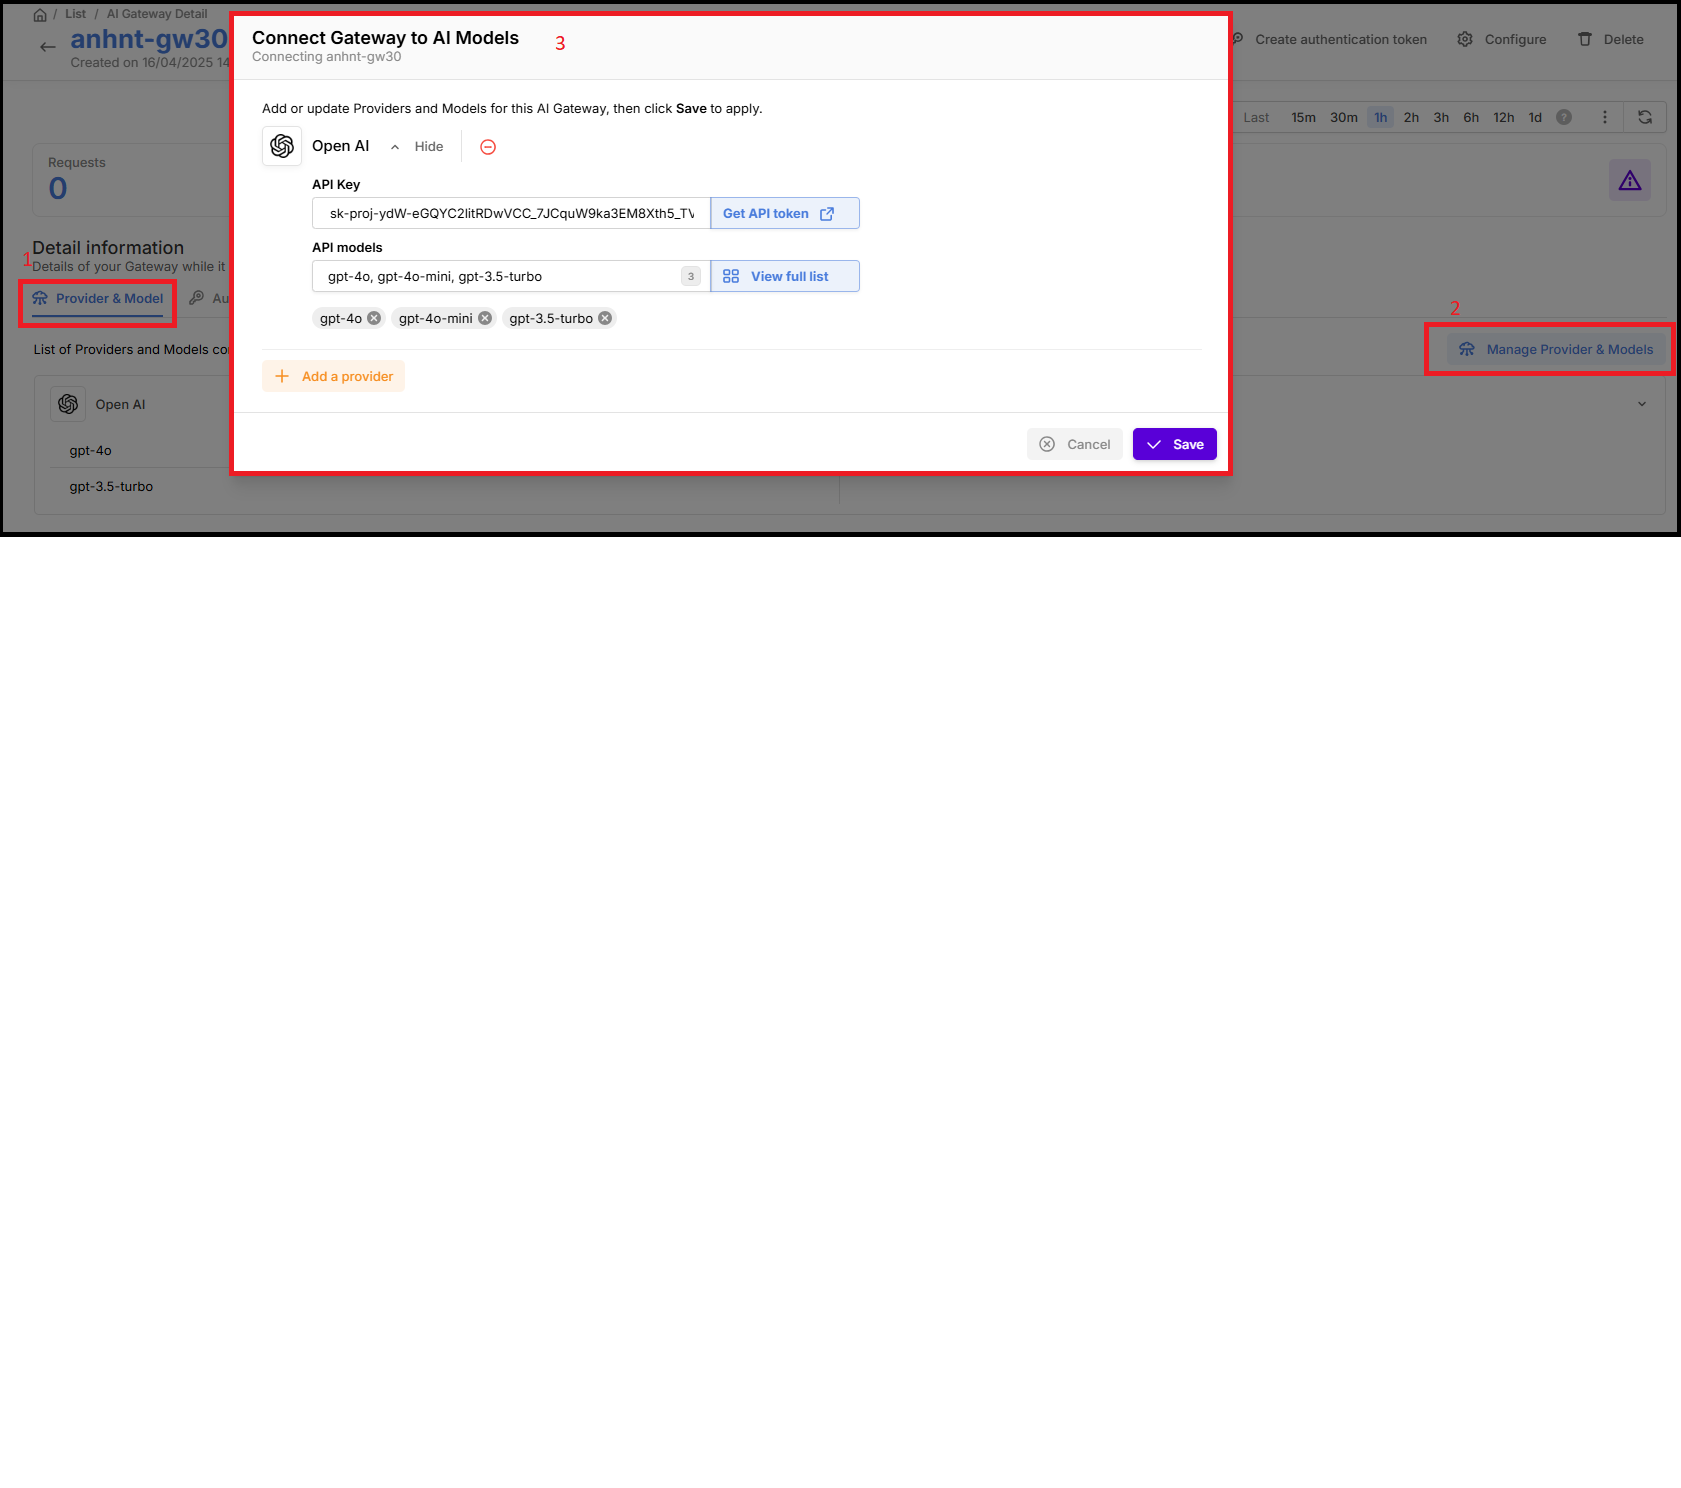 / List / AI Gateway Detail
anhnt-gw30
Created on 16/04/2025 14
Create authentication token
Configure
Delete
Connect Gateway to AI Models
3
Connecting anhnt-gw30
Add or update Providers and Models for this AI Gateway, then click Save to apply.
Last 15m 30m 1h 2h 3h 6h 12h 1d ?
Open AI Hide
Requests
0
API Key
sk-proj-ydW-eGQYC2IitRDwVCC_7JCquW9ka3EM8Xth5_TV Get API token
API models
gpt-4o, gpt-4o-mini, gpt-3.5-turbo 3 View full list
gpt-4o gpt-4o-mini gpt-3.5-turbo
Detail information
1
Details of your Gateway while it
Provider & Model Au
2
List of Providers and Models co
Manage Provider & Models
Add a provider
Open AI
gpt-4o
gpt-3.5-turbo
Cancel Save